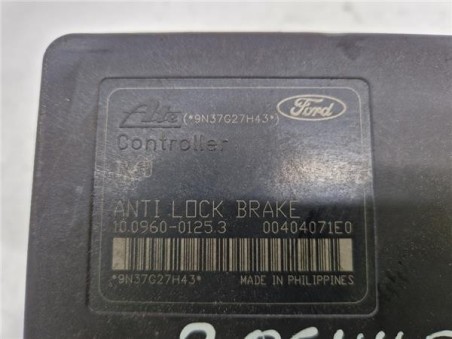 Ate (*9N37G27H43*) Ford
Controller
ANTI LOCK BRAKE
10.0960-0125.3 00404071E0
*9N37G27H43* MADE IN PHILIPPINES